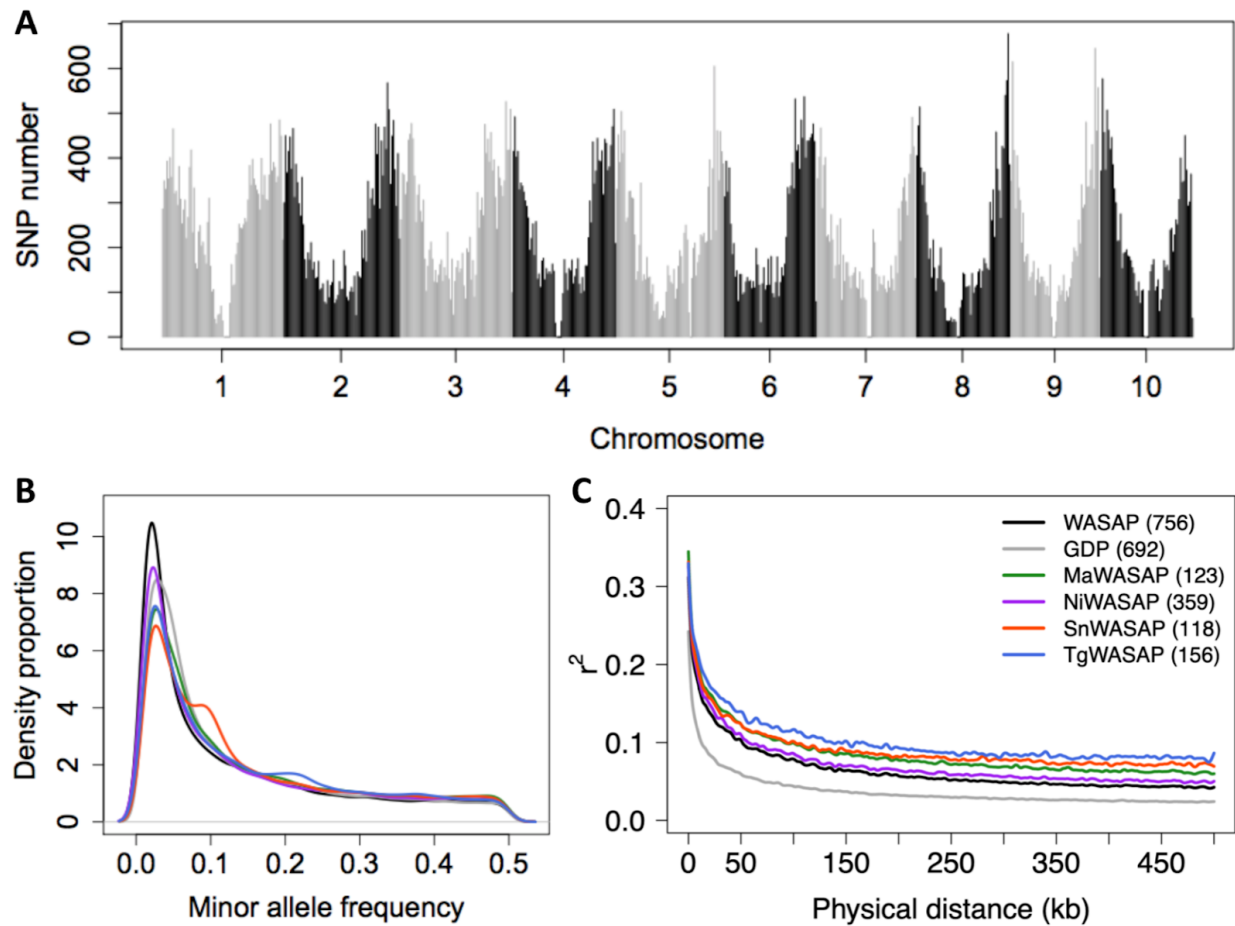 A
SNP number
0
200
400
600
1
2
3
4
5
6
7
8
9
10
Chromosome
B
Density proportion
0
2
4
6
8
10
0.0
0.1
0.2
0.3
0.4
0.5
Minor allele frequency
C
r²
0.0
0.1
0.2
0.3
0.4
WASAP (756)
GDP (692)
MaWASAP (123)
NiWASAP (359)
SnWASAP (118)
TgWASAP (156)
0
50
150
250
350
450
Physical distance (kb)